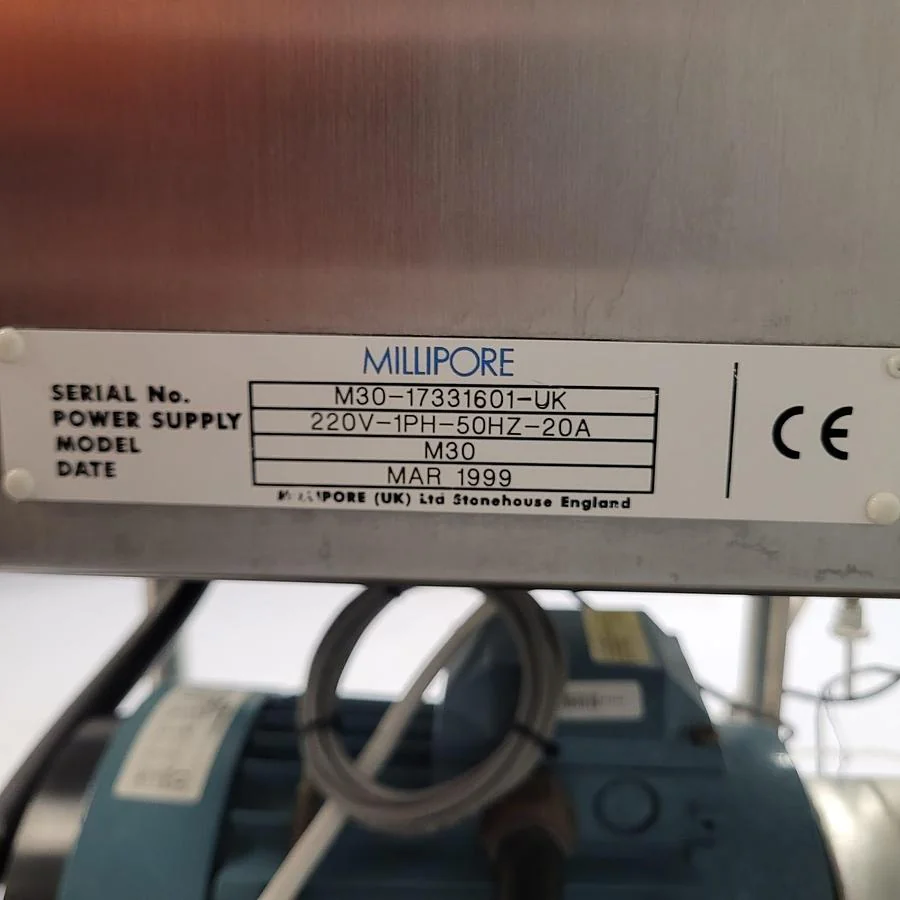 MILLIPORE
SERIAL No. M30-17331601-UK
POWER SUPPLY 220V-1PH-50HZ-20A
MODEL M30
DATE MAR 1999
MILLIPORE (UK) Ltd Stonehouse England
CE